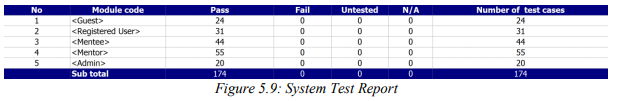 No Module code Pass Fail Untested N/A Number of test cases
1 <Guest> 24 0 0 0 24
2 <Registered User> 31 0 0 0 31
3 <Mentee> 44 0 0 0 44
4 <Mentor> 55 0 0 0 55
5 <Admin> 20 0 0 0 20
Sub total 174 0 0 0 174
Figure 5.9: System Test Report